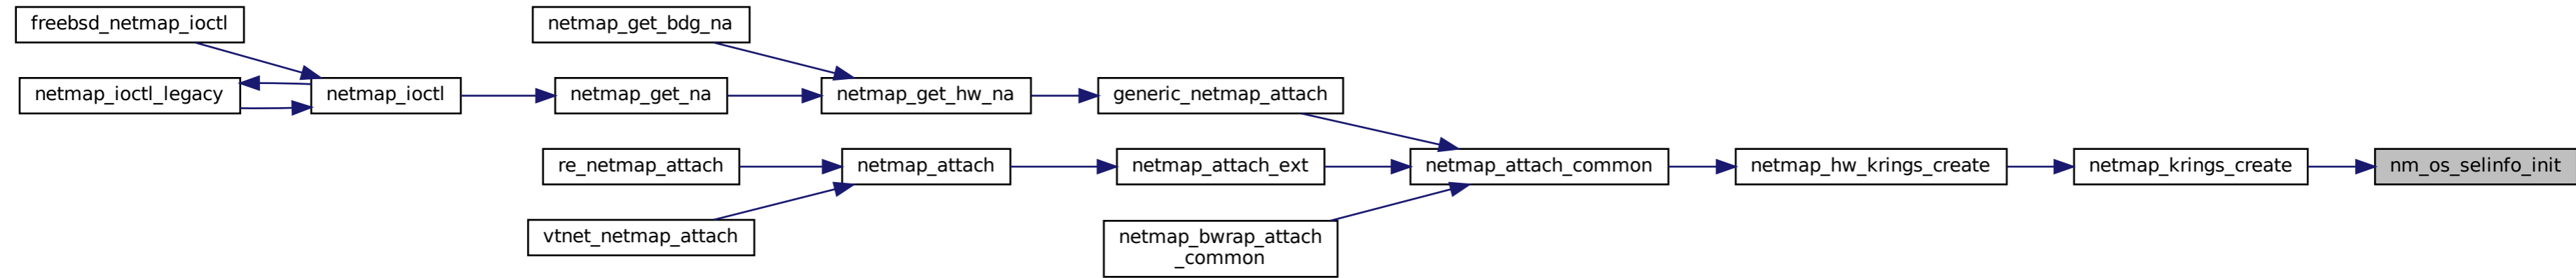 freebsd_netmap_ioctl
netmap_get_bdg_na
netmap_ioctl_legacy
netmap_ioctl
netmap_get_na
netmap_get_hw_na
generic_netmap_attach
re_netmap_attach
netmap_attach
netmap_attach_ext
netmap_attach_common
netmap_hw_krings_create
netmap_krings_create
nm_os_selinfo_init
vtnet_netmap_attach
netmap_bwrap_attach
_common